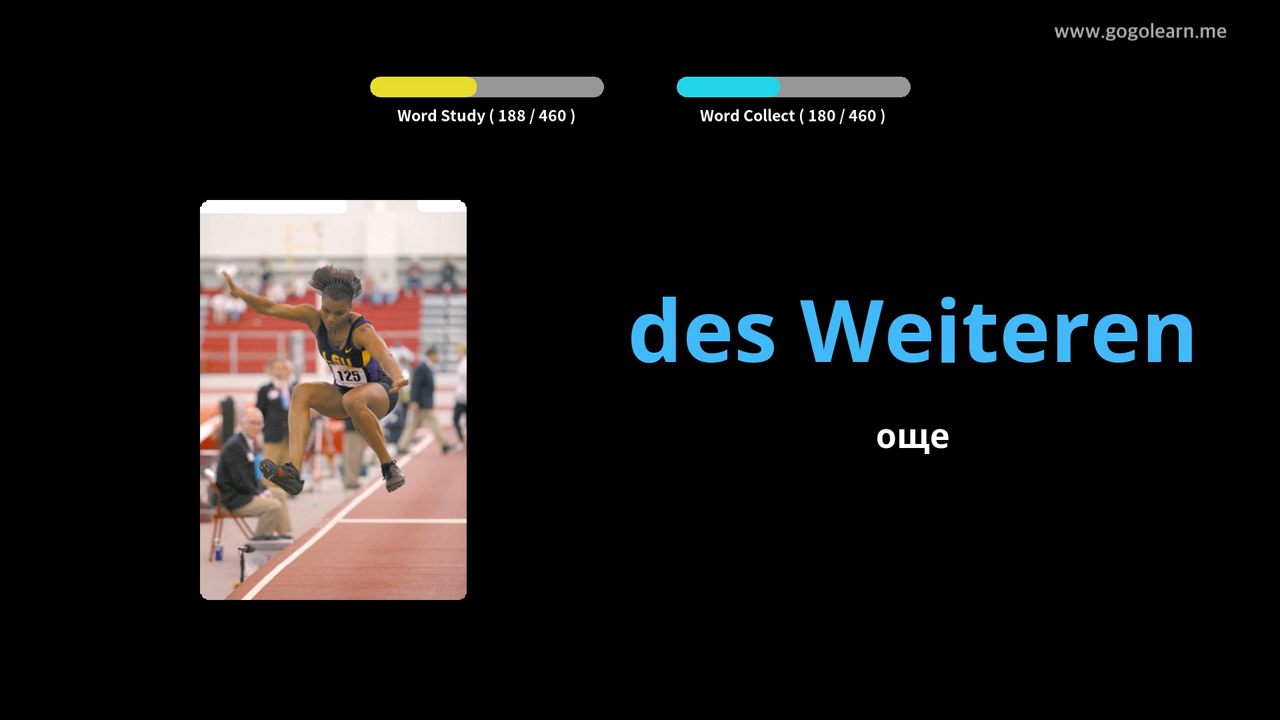 www.gogolearn.me
Word Study ( 188 / 460 )
Word Collect ( 180 / 460 )
LSU
125
des Weiteren
още